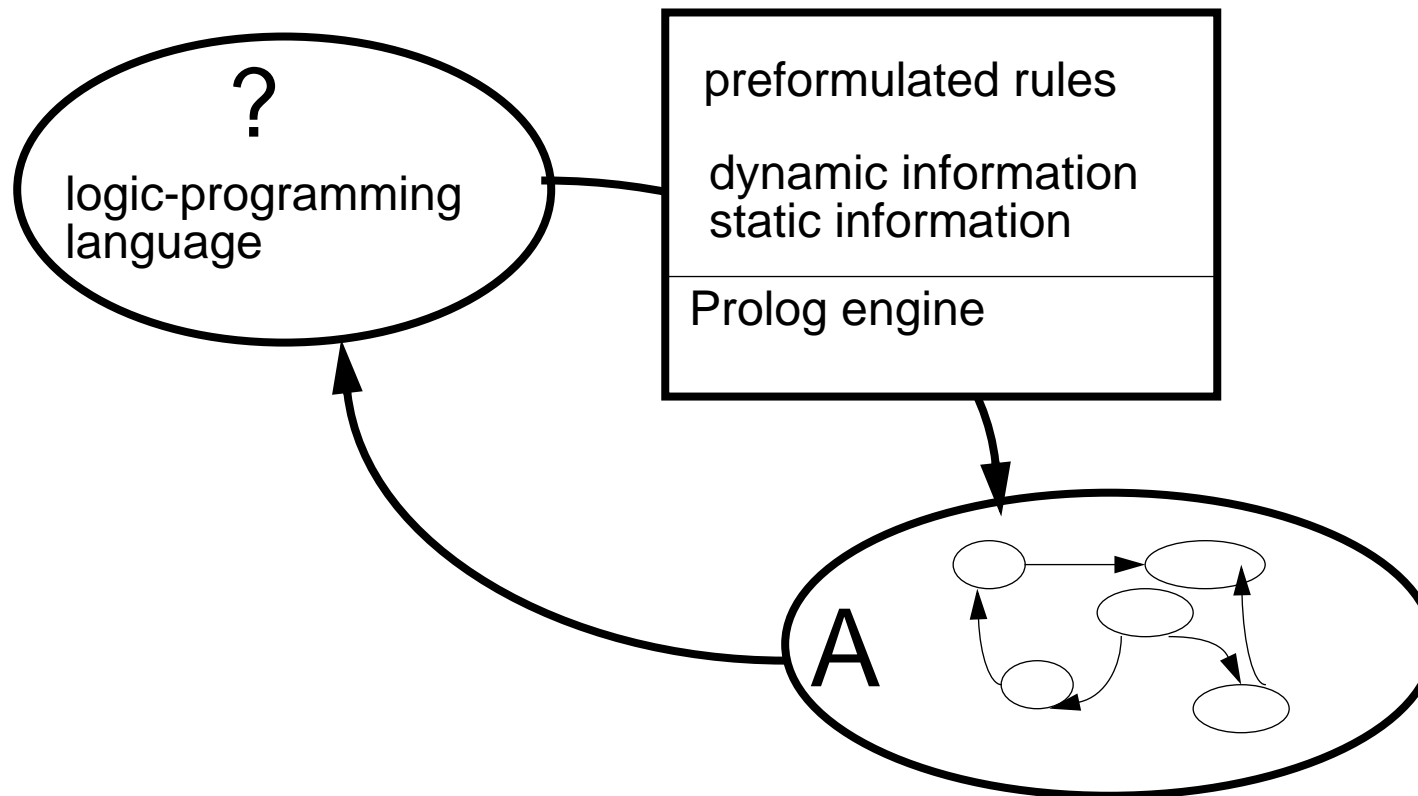 ?
logic-programming
language
preformulated rules
dynamic information
static information
Prolog engine
A